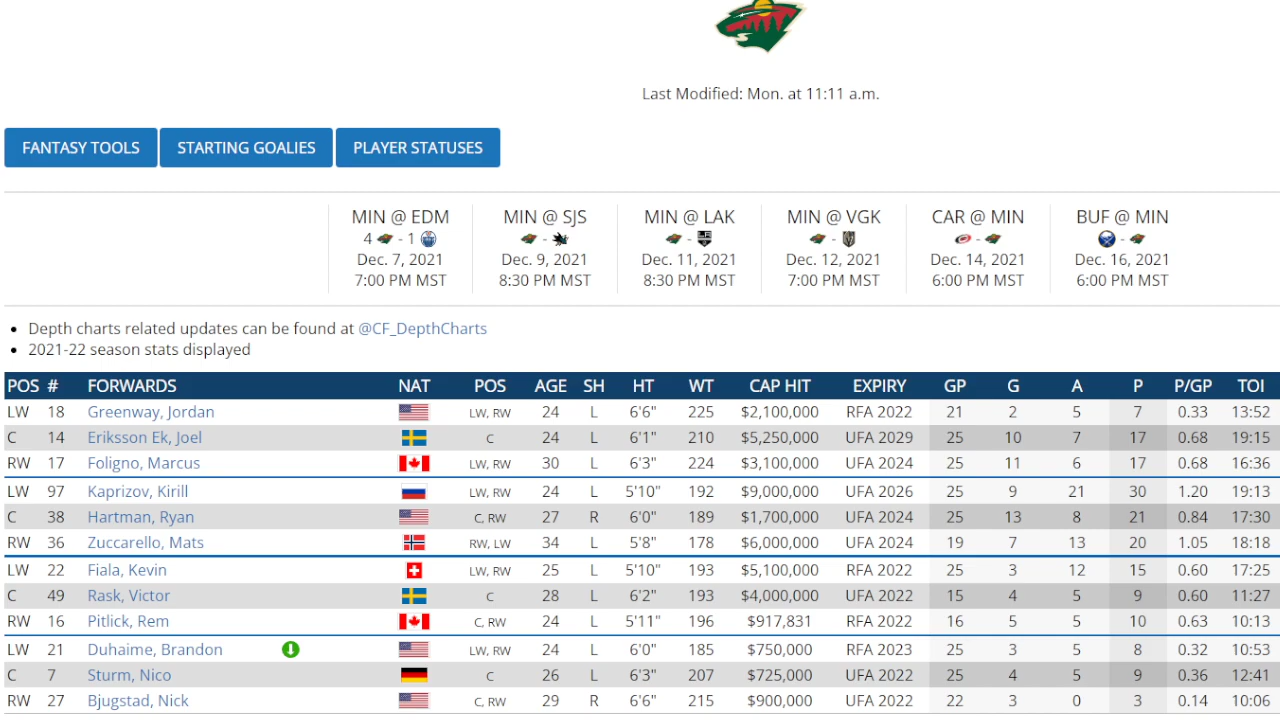 Last Modified: Mon. at 11:11 a.m.
FANTASY TOOLS STARTING GOALIES PLAYER STATUSES
MIN @ EDM MIN @ SJS MIN @ LAK MIN @ VGK CAR @ MIN BUF @ MIN
4 - 1 - - - - -
Dec. 7, 2021 Dec. 9, 2021 Dec. 11, 2021 Dec. 12, 2021 Dec. 14, 2021 Dec. 16, 2021
7:00 PM MST 8:30 PM MST 8:30 PM MST 7:00 PM MST 6:00 PM MST 6:00 PM MST
• Depth charts related updates can be found at @CF_DepthCharts
• 2021-22 season stats displayed
POS # FORWARDS NAT POS AGE SH HT WT CAP HIT EXPIRY GP G A P P/GP TOI
LW 18 Greenway, Jordan LW, RW 24 L 6'6" 225 $2,100,000 RFA 2022 21 2 5 7 0.33 13:52
C 14 Eriksson Ek, Joel C 24 L 6'1" 210 $5,250,000 UFA 2029 25 10 7 17 0.68 19:15
RW 17 Foligno, Marcus LW, RW 30 L 6'3" 224 $3,100,000 UFA 2024 25 11 6 17 0.68 16:36
LW 97 Kaprizov, Kirill LW, RW 24 L 5'10" 192 $9,000,000 UFA 2026 25 9 21 30 1.20 19:13
C 38 Hartman, Ryan C, RW 27 R 6'0" 189 $1,700,000 UFA 2024 25 13 8 21 0.84 17:30
RW 36 Zuccarello, Mats RW, LW 34 L 5'8" 178 $6,000,000 UFA 2024 19 7 13 20 1.05 18:18
LW 22 Fiala, Kevin LW, RW 25 L 5'10" 193 $5,100,000 RFA 2022 25 3 12 15 0.60 17:25
C 49 Rask, Victor C 28 L 6'2" 193 $4,000,000 UFA 2022 15 4 5 9 0.60 11:27
RW 16 Pitlick, Rem C, RW 24 L 5'11" 196 $917,831 RFA 2022 16 5 5 10 0.63 10:13
LW 21 Duhaime, Brandon LW, RW 24 L 6'0" 185 $750,000 RFA 2023 25 3 5 8 0.32 10:53
C 7 Sturm, Nico C 26 L 6'3" 207 $725,000 UFA 2022 25 4 5 9 0.36 12:41
RW 27 Bjugstad, Nick C, RW 29 R 6'6" 215 $900,000 UFA 2022 22 3 0 3 0.14 10:06